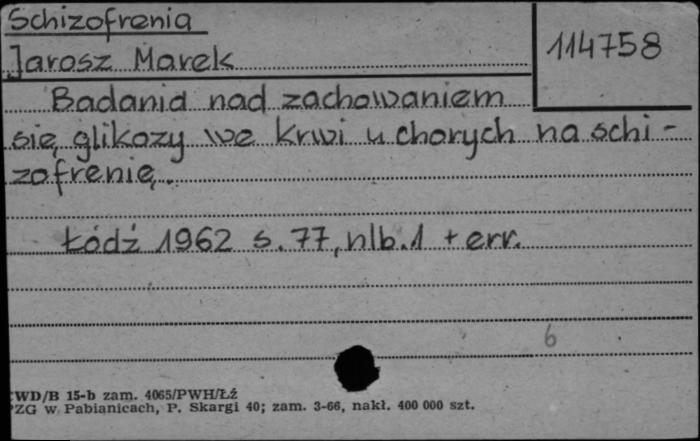 Schizofrenia
Jarosz Marek
114758
Badania nad zachowaniem
się glikozy we krwi u chorych na schi-
zofrenię.
Łódź 1962 s. 77, nlb. 1 + err.
6
WD/B 15-b zam. 4065/PWH/Łź
PZG w Pabianicach, P. Skargi 40; zam. 3-66, nakł. 400 000 szt.